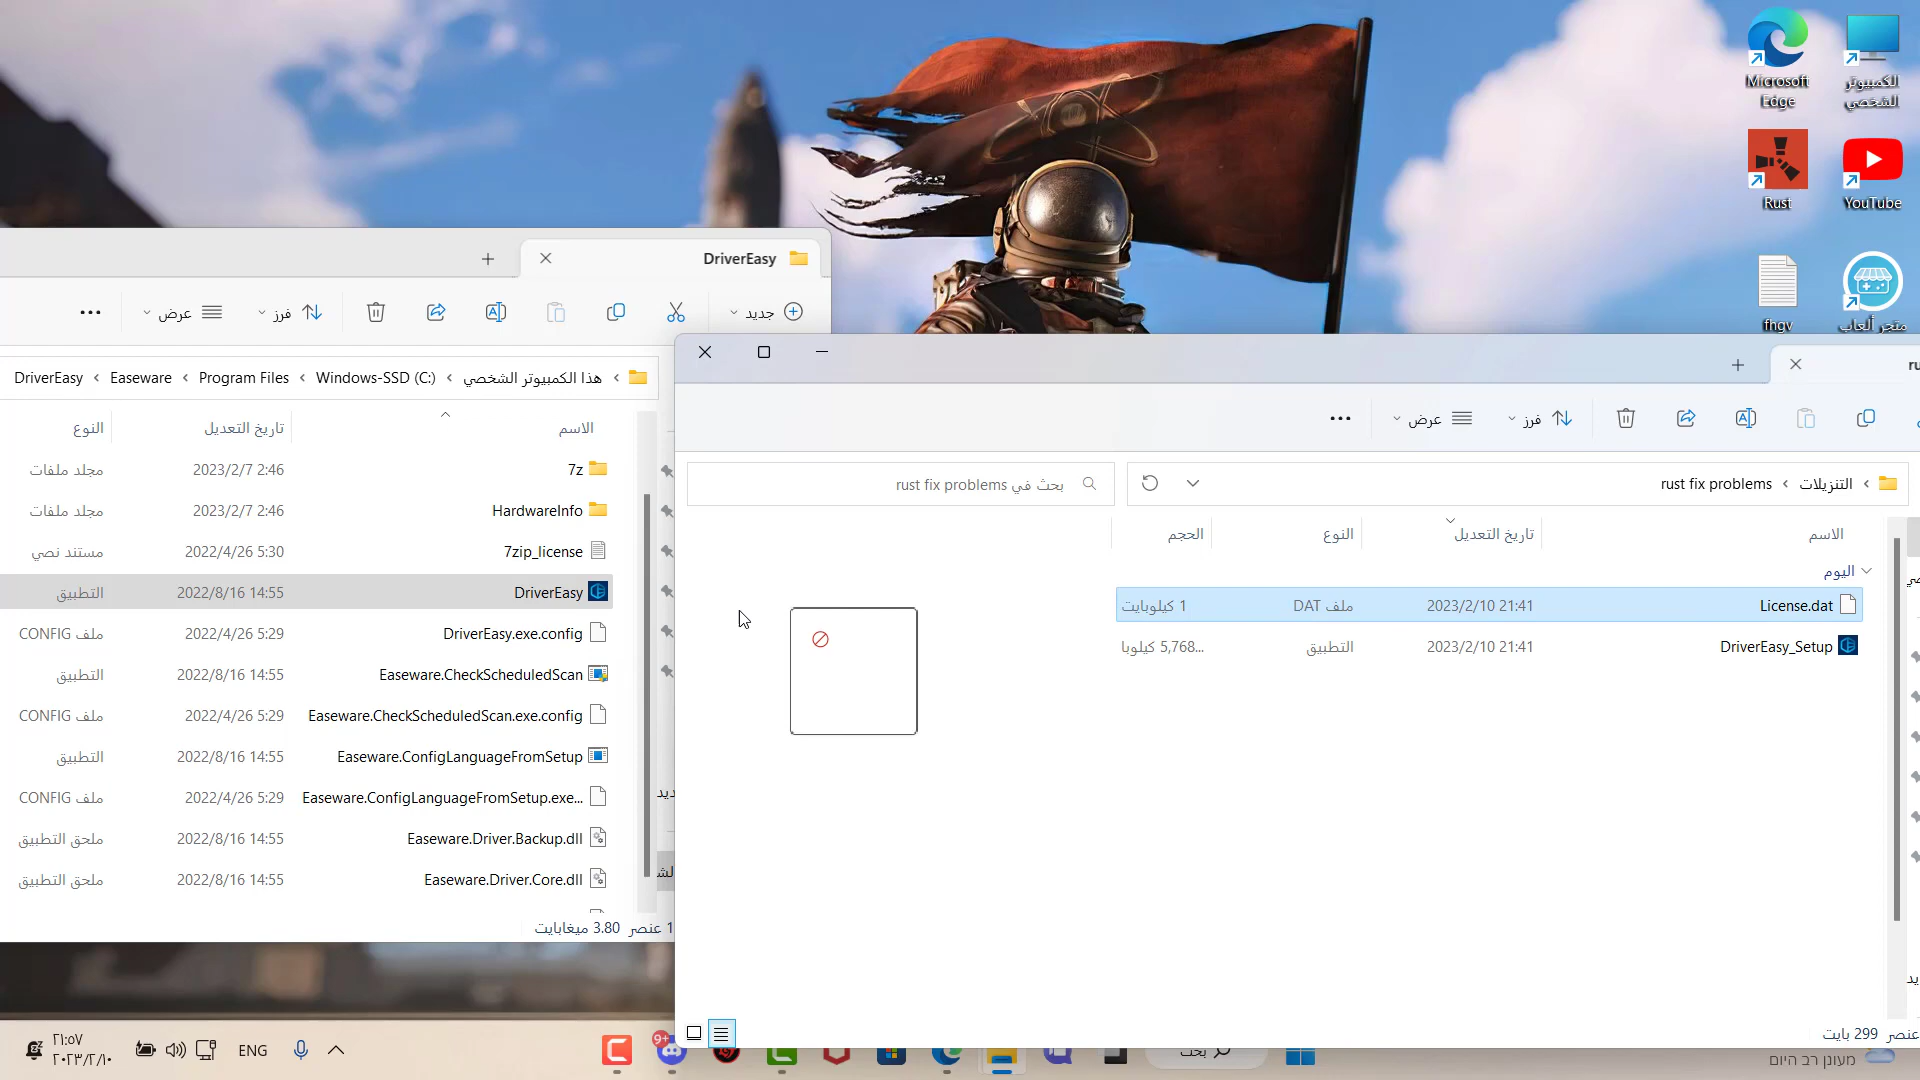 Microsoft Edge
الكمبيوتر الشخصي
Rust
YouTube
fhgv
متجر ألعاب
DriverEasy
جديد
فرز
عرض
هذا الكمبيوتر الشخصي › Windows-SSD (C:) › Program Files › Easeware › DriverEasy
الاسم تاريخ التعديل النوع
7z 2023/2/7 2:46 مجلد ملفات
HardwareInfo 2023/2/7 2:46 مجلد ملفات
7zip_license 2022/4/26 5:30 مستند نصي
DriverEasy 2022/8/16 14:55 التطبيق
DriverEasy.exe.config 2022/4/26 5:29 ملف CONFIG
Easeware.CheckScheduledScan 2022/8/16 14:55 التطبيق
Easeware.CheckScheduledScan.exe.config 2022/4/26 5:29 ملف CONFIG
Easeware.ConfigLanguageFromSetup 2022/8/16 14:55 التطبيق
Easeware.ConfigLanguageFromSetup.exe... 2022/4/26 5:29 ملف CONFIG
Easeware.Driver.Backup.dll 2022/8/16 14:55 ملحق التطبيق
Easeware.Driver.Core.dll 2022/8/16 14:55 ملحق التطبيق
1 عنصر 3.80 ميغابايت
فرز
عرض
التنزيلات › rust fix problems
بحث في rust fix problems
الاسم تاريخ التعديل النوع الحجم
اليوم
License.dat 2023/2/10 21:41 ملف DAT 1 كيلوبايت
DriverEasy_Setup 2023/2/10 21:41 التطبيق 5,768... كيلوبا
عنصر 299 بايت
מעונן רב היום
بحث
9+
ENG
٢١:٥٧
٢٠٢٣/٢/١٠